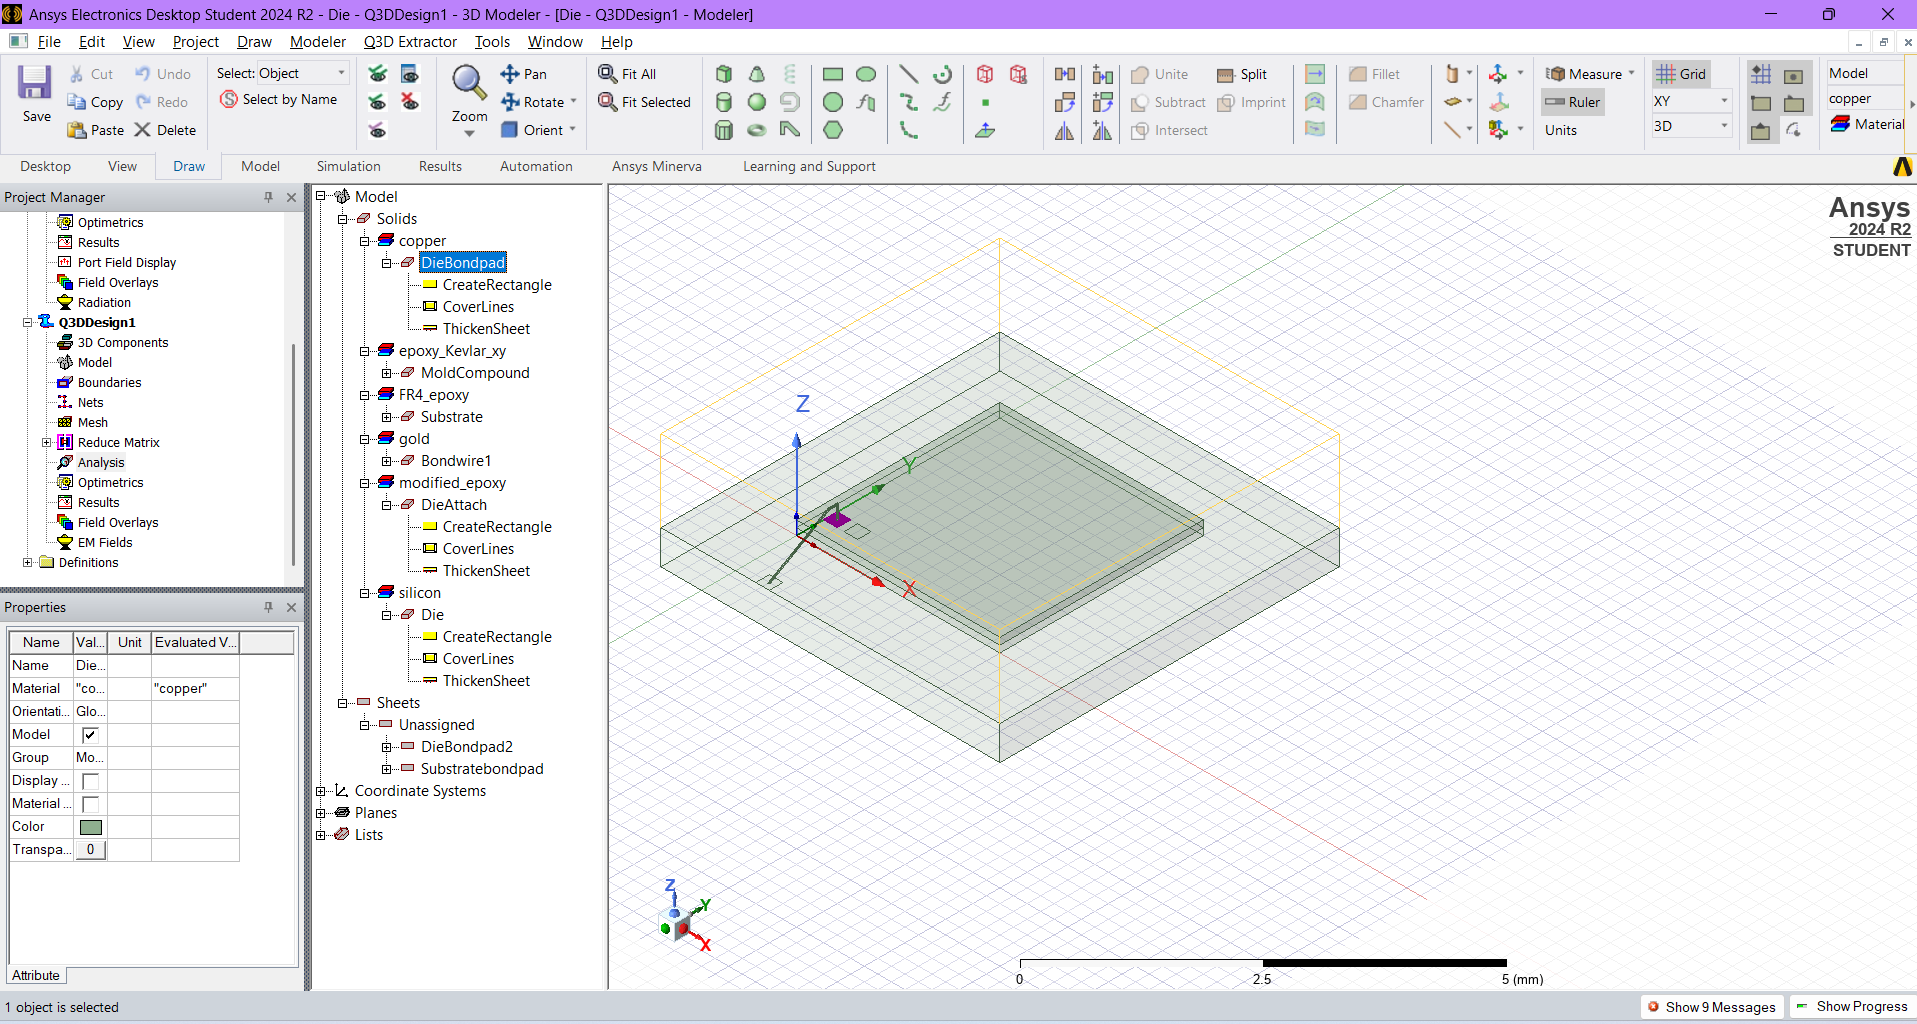 Ansys Electronics Desktop Student 2024 R2 - Die - Q3DDesign1 - 3D Modeler - [Die - Q3DDesign1 - Modeler]
File Edit View Project Draw Modeler Q3D Extractor Tools Window Help
Save
Cut
Copy
Paste
Undo
Redo
Delete
Select: Object
Select by Name
Zoom
Pan
Rotate
Orient
Fit All
Fit Selected
Unite
Subtract
Intersect
Split
Imprint
Fillet
Chamfer
Measure
Ruler
Units
Grid
XY
3D
Model
copper
Material
Desktop View Draw Model Simulation Results Automation Ansys Minerva Learning and Support
Project Manager
Optimetrics
Results
Port Field Display
Field Overlays
Radiation
Q3DDesign1
3D Components
Model
Boundaries
Nets
Mesh
Reduce Matrix
Analysis
Optimetrics
Results
Field Overlays
EM Fields
Definitions
Properties
Name Val... Unit Evaluated V...
Name Die...
Material "co... "copper"
Orientati... Glo...
Model
Group Mo...
Display ...
Material ...
Color
Transpa... 0
Attribute
Model
Solids
copper
DieBondpad
CreateRectangle
CoverLines
ThickenSheet
epoxy_Kevlar_xy
MoldCompound
FR4_epoxy
Substrate
gold
Bondwire1
modified_epoxy
DieAttach
CreateRectangle
CoverLines
ThickenSheet
silicon
Die
CreateRectangle
CoverLines
ThickenSheet
Sheets
Unassigned
DieBondpad2
Substratebondpad
Coordinate Systems
Planes
Lists
Ansys
2024 R2
STUDENT
Z
Y
X
Z
Y
X
0 2.5 5 (mm)
1 object is selected
Show 9 Messages
Show Progress